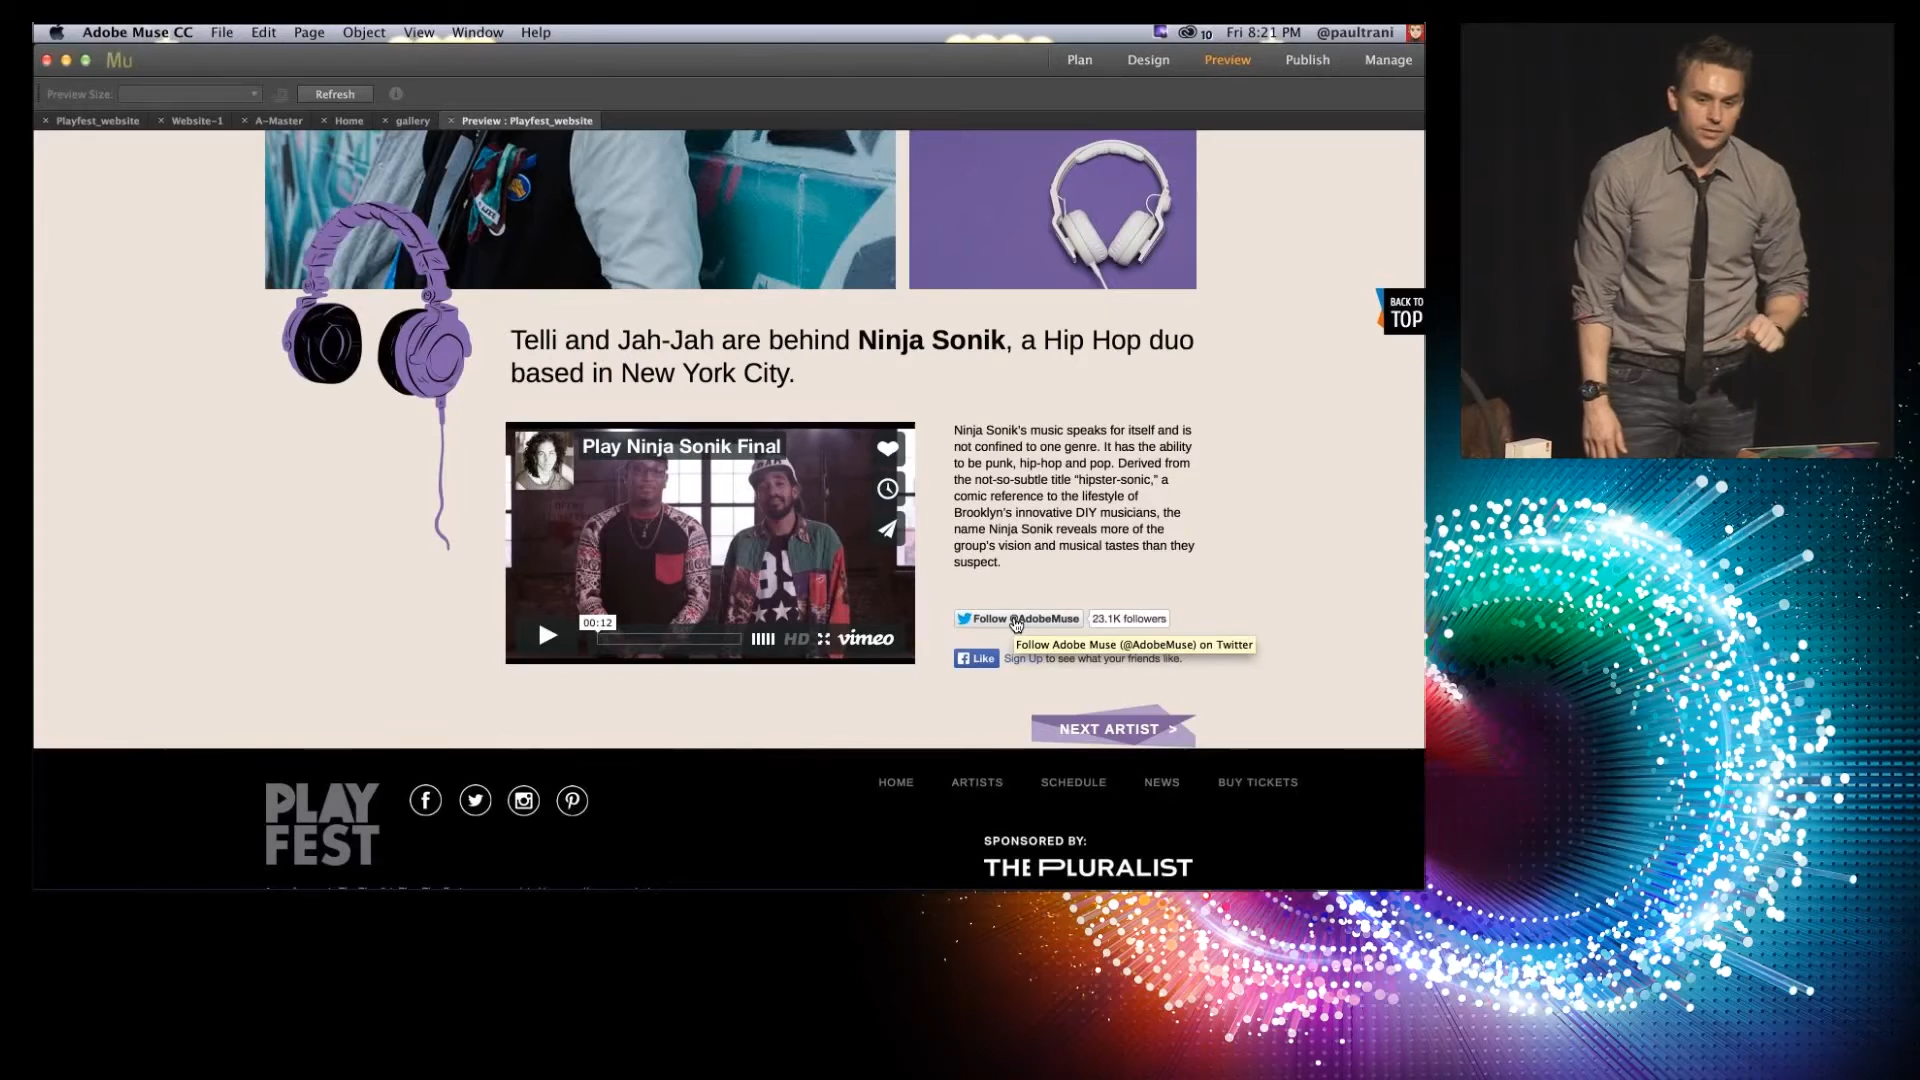 Adobe Muse CC File Edit Page Object View Window Help
10 Fri 8:21 PM @paultrani
Mu
Plan Design Preview Publish Manage
Preview Size:
Refresh
Playfest_website Website-1 A-Master Home gallery Preview : Playfest_website
BACK TO
TOP
Telli and Jah-Jah are behind Ninja Sonik, a Hip Hop duo
based in New York City.
Play Ninja Sonik Final
00:12
HD
vimeo
Ninja Sonik's music speaks for itself and is
not confined to one genre. It has the ability
to be punk, hip-hop and pop. Derived from
the not-so-subtle title "hipster-sonic," a
comic reference to the lifestyle of
Brooklyn's innovative DIY musicians, the
name Ninja Sonik reveals more of the
group's vision and musical tastes than they
suspect.
Follow @AdobeMuse 23.1K followers
Follow Adobe Muse (@AdobeMuse) on Twitter
Like Sign Up to see what your friends like.
NEXT ARTIST >
PLAY
FEST
HOME ARTISTS SCHEDULE NEWS BUY TICKETS
SPONSORED BY:
THE PLURALIST